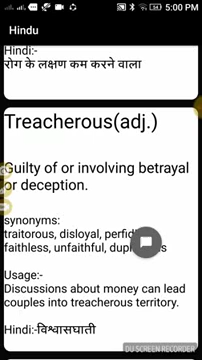 5:00 PM
Hindu
Hindi:-
रोग के लक्षण कम करने वाला
Treacherous(adj.)
Guilty of or involving betrayal
or deception.
synonyms:
traitorous, disloyal,
faithless, unfaithful,
Usage:-
Discussions about money can lead
couples into treacherous territory.
Hindi:-विश्वासघाती
DU SCREEN RECORDER